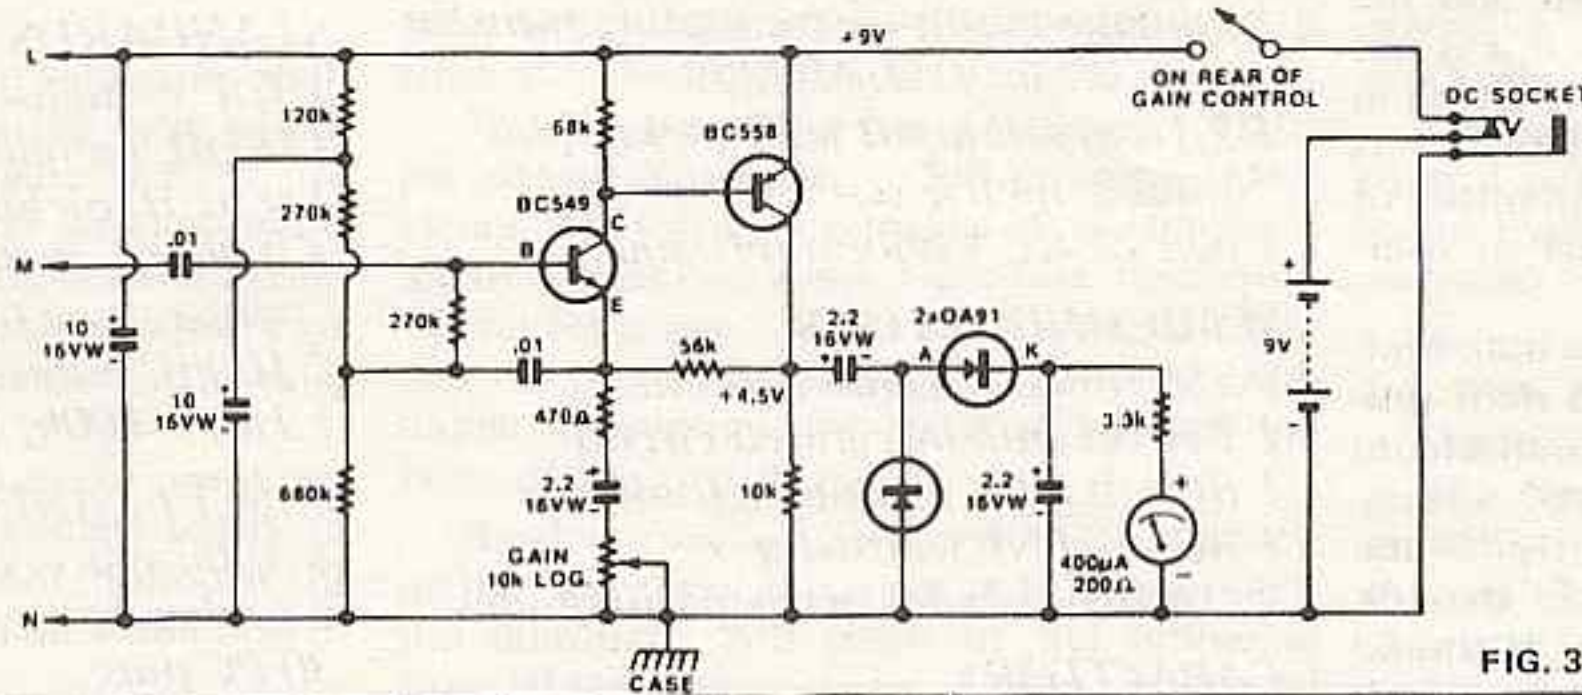 L
+9V
ON REAR OF
GAIN CONTROL
DC SOCKET
120k
68k
BC558
270k
BC549
C
.01
B
M
E
270k
2.2
16VW
2xOA91
+
10
16VW
+
-
.01
56k
+
-
A
K
9V
+4.5V
10
16VW
+
-
470Ω
3.3k
-
680k
2.2
16VW
+
-
10k
2.2
16VW
+
-
+
GAIN
10k LOG
400µA
200Ω
-
N
CASE
FIG. 3